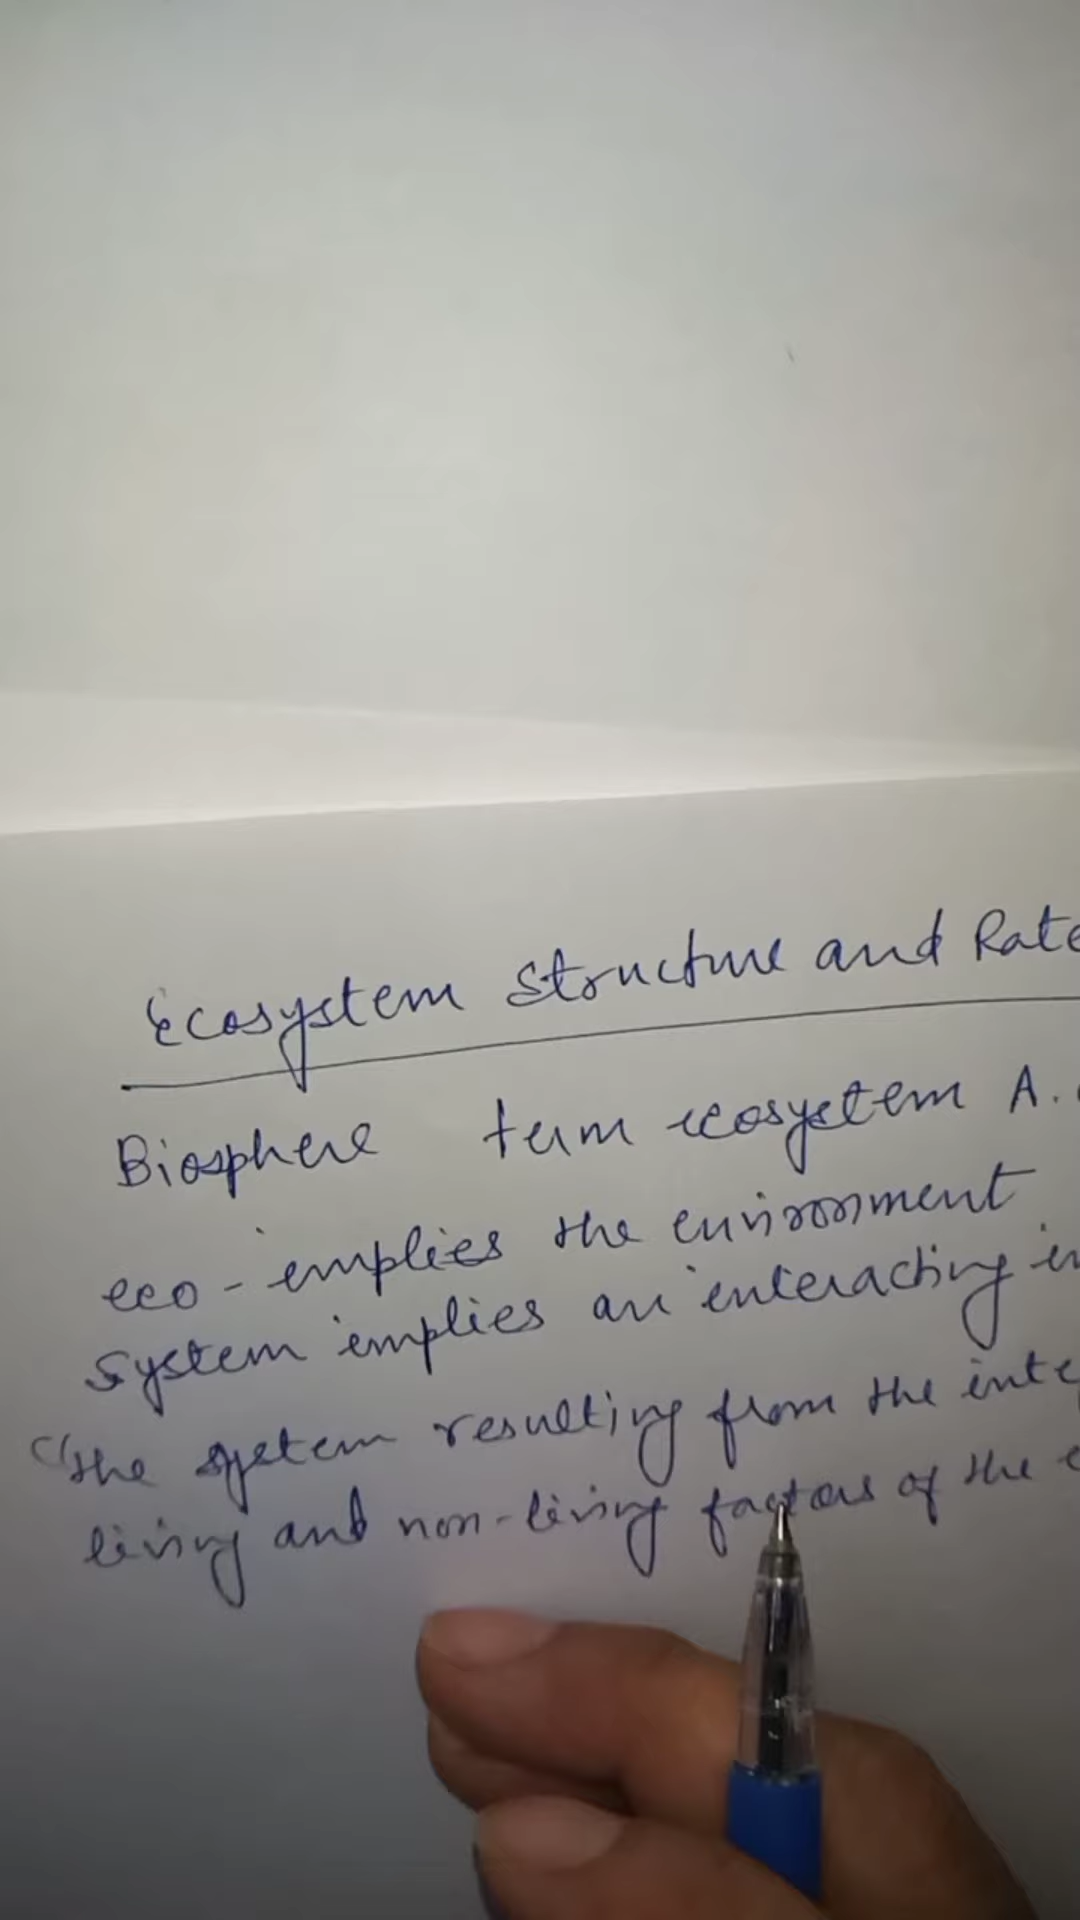 Ecosystem Structure and Rate
Biosphere term ecosystem A.
eco - implies the environment
System implies an interacting in
"the system resulting from the inte
living and non-living factors of the e